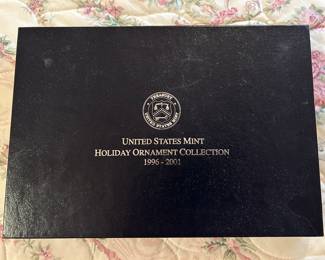 UNITED STATES MINT
HOLIDAY ORNAMENT COLLECTION
1996 - 2001